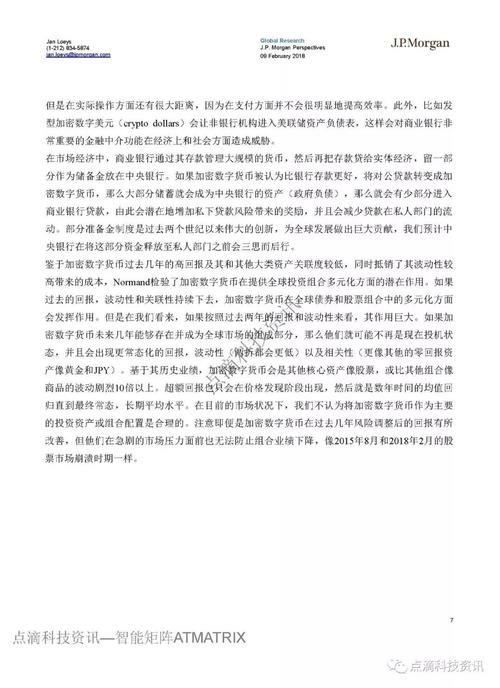 Jan Loeys
(1-212) 834-5874
jan.loeys@jpmorgan.com
Global Research
J.P. Morgan Perspectives
09 February 2018
J.P.Morgan
但是在实际操作方面还有很大距离，因为在支付方面并不会很明显地提高效率。此外，比如发
型加密数字美元（crypto dollars）会让非银行机构进入美联储资产负债表，这样会对商业银行非
常重要的金融中介功能在经济上和社会方面造成威胁。
在市场经济中，商业银行通过其存款管理大规模的货币，然后再把存款贷给实体经济，留一部
分作为储备金放在中央银行。如果加密数字货币被认为比银行存款更好，将对公贷款转变成加
密数字货币，那么大部分储蓄就会成为中央银行的资产（政府负债），那么就会有少部分进入
商业银行贷款，由此会潜在地增加私下贷款风险带来的奖励，并且会减少贷款在私人部门的流
动。部分准备金制度是过去两个世纪以来伟大的创新，为全球发展做出巨大贡献，我们预计中
央银行在将这部分资金释放至私人部门之前会三思而后行。
鉴于加密数字货币过去几年的高回报及其和其他大类资产关联度较低，同时抵销了其波动性较
高带来的成本，Normand检验了加密数字货币在提供全球投资组合多元化方面的潜在作用。如果
过去的回报，波动性和关联性持续下去，加密数字货币在全球债券和股票组合中的多元化方面
会发挥作用。但是在我们看来，如果按照过去两年的回报和波动性来看，其作用巨大。如果加
密数字货币未来几年能够存在并成为全球市场的组成部分，那么他们就可能不再是现在投机状
态，并且会出现更常态化的回报，波动性（两拆都会更低）以及相关性（更像其他的零回报资
产像黄金和JPY）。基于其历史业绩，加密数字货币会是其他核心资产像股票，或比其他组合像
商品的波动剧烈10倍以上。超额回报也只会在价格发现阶段出现，然后就是数年时间的均值回
归直到最终常态，长期平均水平。在目前的市场状况下，我们不认为将加密数字货币作为主要
的投资资产或组合配置是合理的。注意即便是加密数字货币在过去几年风险调整后的回报有所
改善，但他们在急剧的市场压力面前也无法防止组合业绩下降，像2015年8月和2018年2月的股
票市场崩溃时期一样。
点滴科技资讯
7
点滴科技资讯—智能矩阵ATMATRIX
点滴科技资讯